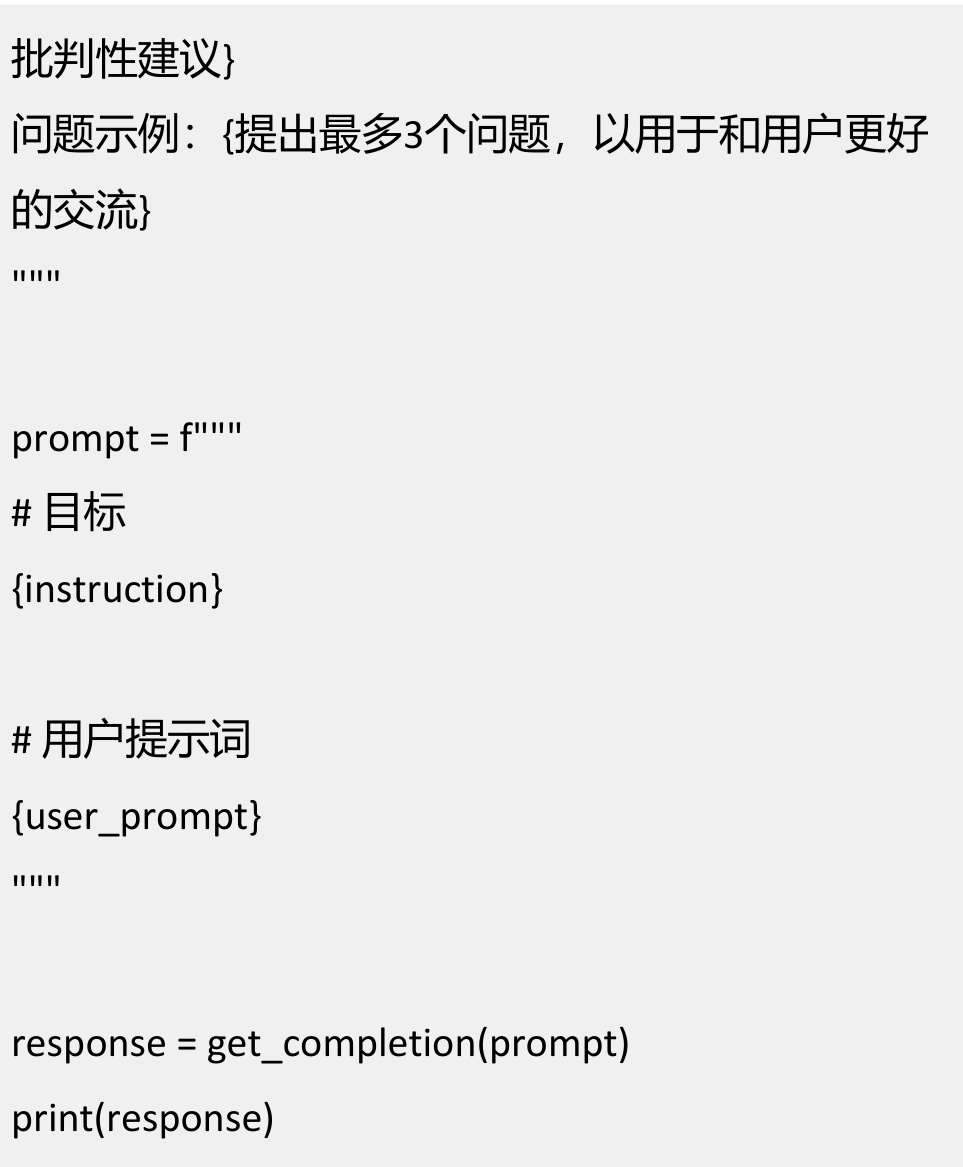 批判性建议}
问题示例：{提出最多3个问题，以用于和用户更好
的交流}
"""
prompt = f"""
# 目标
{instruction}
# 用户提示词
{user_prompt}
"""
response = get_completion(prompt)
print(response)